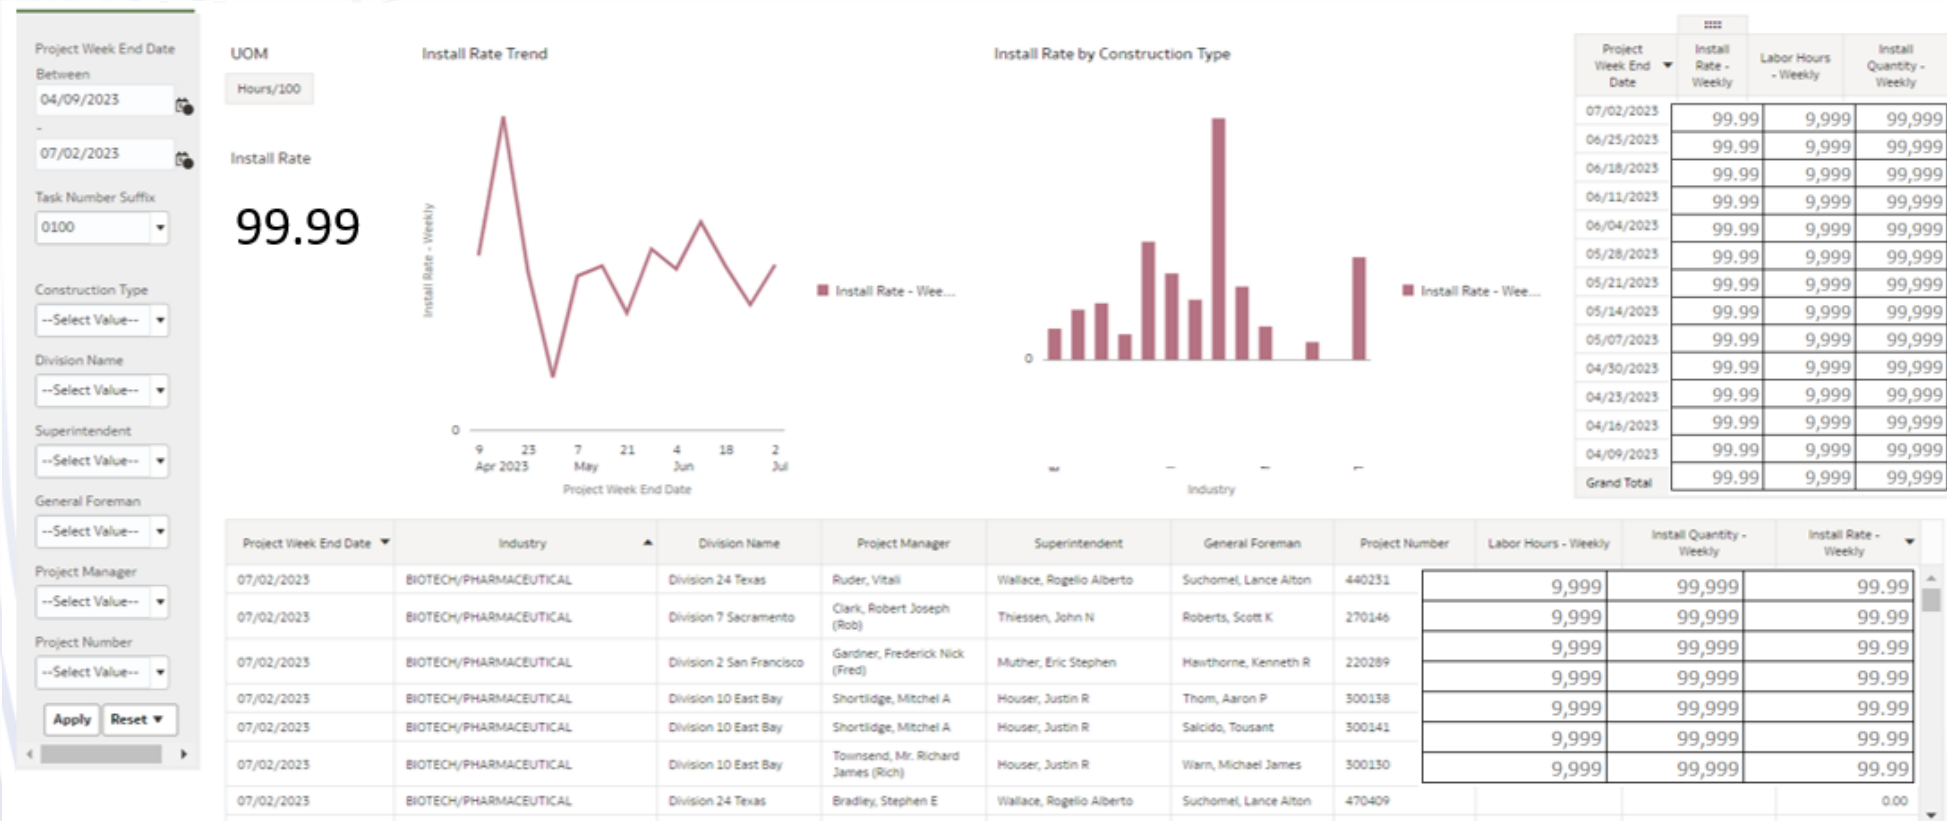 Project Week End Date
Between
04/09/2023
-
07/02/2023
Task Number Suffix
0100
Construction Type
--Select Value--
Division Name
--Select Value--
Superintendent
--Select Value--
General Foreman
--Select Value--
Project Manager
--Select Value--
Project Number
--Select Value--
Apply Reset
UOM
Hours/100
Install Rate
99.99
Install Rate Trend
Install Rate - Weekly
0
9 23 7 21 4 18 2
Apr 2023 May Jun Jul
Project Week End Date
Install Rate - Wee....
Install Rate by Construction Type
0
Industry
Install Rate - Wee....
Project Week End Date Install Rate - Weekly Labor Hours - Weekly Install Quantity - Weekly
07/02/2023 99.99 9,999 99,999
06/25/2023 99.99 9,999 99,999
06/18/2023 99.99 9,999 99,999
06/11/2023 99.99 9,999 99,999
06/04/2023 99.99 9,999 99,999
05/28/2023 99.99 9,999 99,999
05/21/2023 99.99 9,999 99,999
05/14/2023 99.99 9,999 99,999
05/07/2023 99.99 9,999 99,999
04/30/2023 99.99 9,999 99,999
04/23/2023 99.99 9,999 99,999
04/16/2023 99.99 9,999 99,999
04/09/2023 99.99 9,999 99,999
Grand Total 99.99 9,999 99,999
Project Week End Date Industry Division Name Project Manager Superintendent General Foreman Project Number Labor Hours - Weekly Install Quantity - Weekly Install Rate - Weekly
07/02/2023 BIOTECH/PHARMACEUTICAL Division 24 Texas Ruder, Vitali Wallace, Rogelio Alberto Suchomel, Lance Alton 440231 9,999 99,999 99.99
07/02/2023 BIOTECH/PHARMACEUTICAL Division 7 Sacramento Clark, Robert Joseph (Rob) Thiessen, John N Roberts, Scott K 270146 9,999 99,999 99.99
07/02/2023 BIOTECH/PHARMACEUTICAL Division 2 San Francisco Gardner, Frederick Nick (Fred) Muther, Eric Stephen Hawthorne, Kenneth R 220289 9,999 99,999 99.99
9,999 99,999 99.99
07/02/2023 BIOTECH/PHARMACEUTICAL Division 10 East Bay Shortlidge, Mitchel A Houser, Justin R Thom, Aaron P 300138 9,999 99,999 99.99
07/02/2023 BIOTECH/PHARMACEUTICAL Division 10 East Bay Shortlidge, Mitchel A Houser, Justin R Salcido, Tousant 300141 9,999 99,999 99.99
07/02/2023 BIOTECH/PHARMACEUTICAL Division 10 East Bay Townsend, Mr. Richard James (Rich) Houser, Justin R Warn, Michael James 300130 9,999 99,999 99.99
07/02/2023 BIOTECH/PHARMACEUTICAL Division 24 Texas Bradley, Stephen E Wallace, Rogelio Alberto Suchomel, Lance Alton 470409 0.00